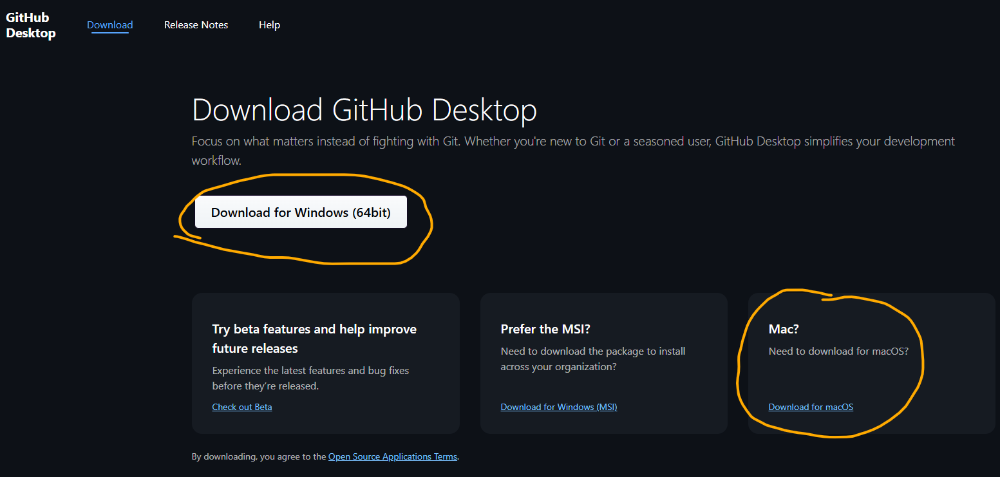 GitHub
Desktop
Download
Release Notes
Help
Download GitHub Desktop
Focus on what matters instead of fighting with Git. Whether you're new to Git or a seasoned user, GitHub Desktop simplifies your development
workflow.
Download for Windows (64bit)
Try beta features and help improve
future releases
Experience the latest features and bug fixes
before they’re released.
Check out Beta
Prefer the MSI?
Need to download the package to install
across your organization?
Download for Windows (MSI)
Mac?
Need to download for macOS?
Download for macOS
By downloading, you agree to the Open Source Applications Terms.